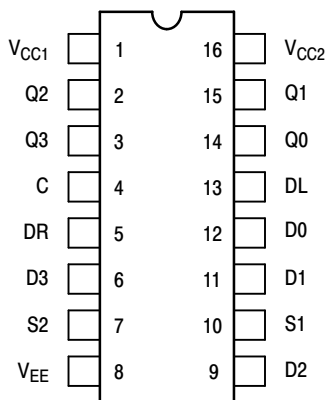 VCC1 1 16 VCC2
Q2 2 15 Q1
Q3 3 14 Q0
C 4 13 DL
DR 5 12 D0
D3 6 11 D1
S2 7 10 S1
VEE 8 9 D2